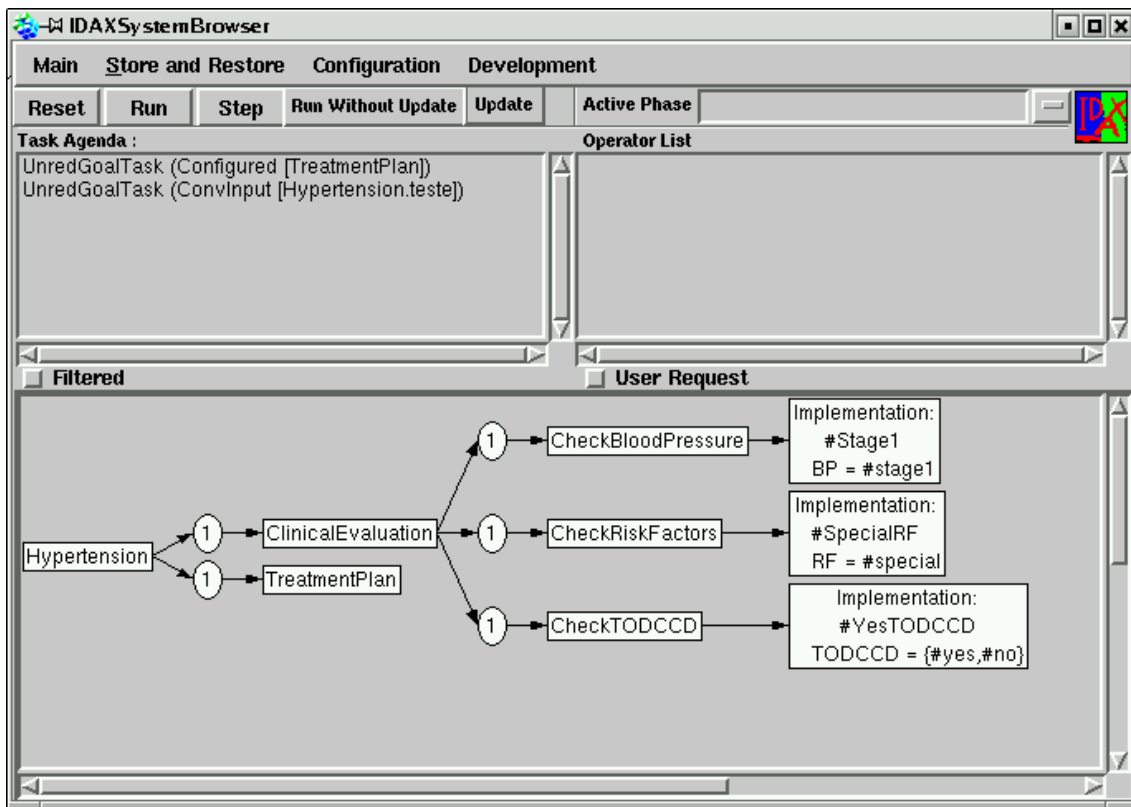 IDAXSystemBrowser
Main Store and Restore Configuration Development
Reset Run Step Run Without Update Update Active Phase
IDAX
Task Agenda : Operator List
UnredGoalTask (Configured [TreatmentPlan])
UnredGoalTask (ConvInput [Hypertension.teste])
Filtered User Request
Implementation:
#Stage1
BP = #stage1
1 CheckBloodPressure
Implementation:
#SpecialRF
RF = #special
1 ClinicalEvaluation 1 CheckRiskFactors
Hypertension
1 TreatmentPlan
Implementation:
#YesTODCCD
TODCCD = {#yes,#no}
1 CheckTODCCD